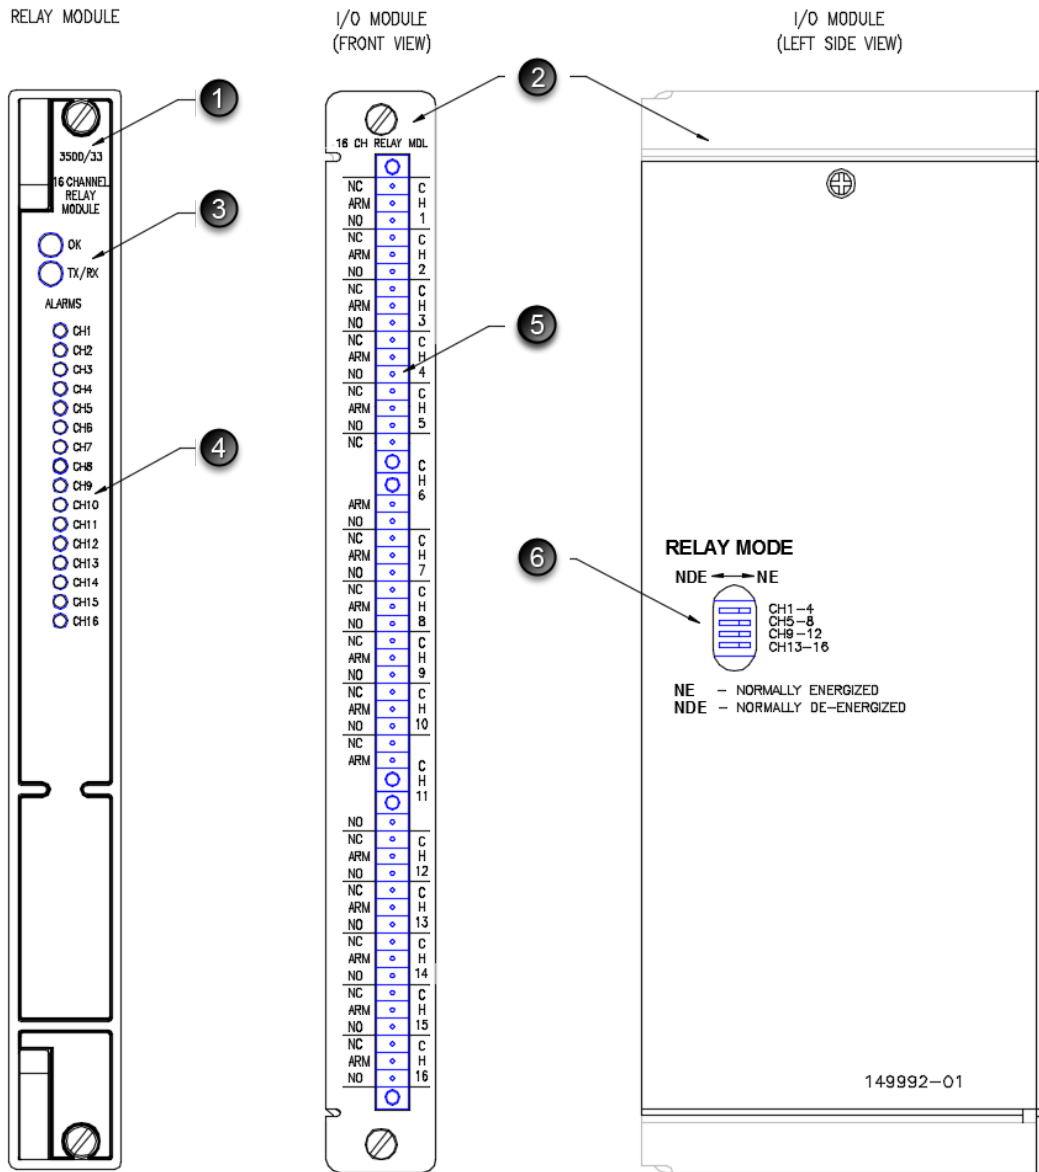 RELAY MODULE
I/O MODULE
(FRONT VIEW)
I/O MODULE
(LEFT SIDE VIEW)
1
2
3
4
5
6
3500/33
16 CHANNEL
RELAY
MODULE
OK
TX/RX
ALARMS
CH1
CH2
CH3
CH4
CH5
CH6
CH7
CH8
CH9
CH10
CH11
CH12
CH13
CH14
CH15
CH16
16 CH RELAY MDL
NC C
ARM H
NO 1
NC C
ARM H
NO 2
NC C
ARM H
NO 3
NC C
ARM H
NO 4
NC C
ARM H
NO 5
NC
C
H
6
ARM
NO
NC C
ARM H
NO 7
NC C
ARM H
NO 8
NC C
ARM H
NO 9
NC C
ARM H
NO 10
NC
ARM
C
H
11
NO
NC C
ARM H
NO 12
NC C
ARM H
NO 13
NC C
ARM H
NO 14
NC C
ARM H
NO 15
NC C
ARM H
NO 16
RELAY MODE
NDE NE
CH1-4
CH5-8
CH9-12
CH13-16
NE - NORMALLY ENERGIZED
NDE - NORMALLY DE-ENERGIZED
149992-01